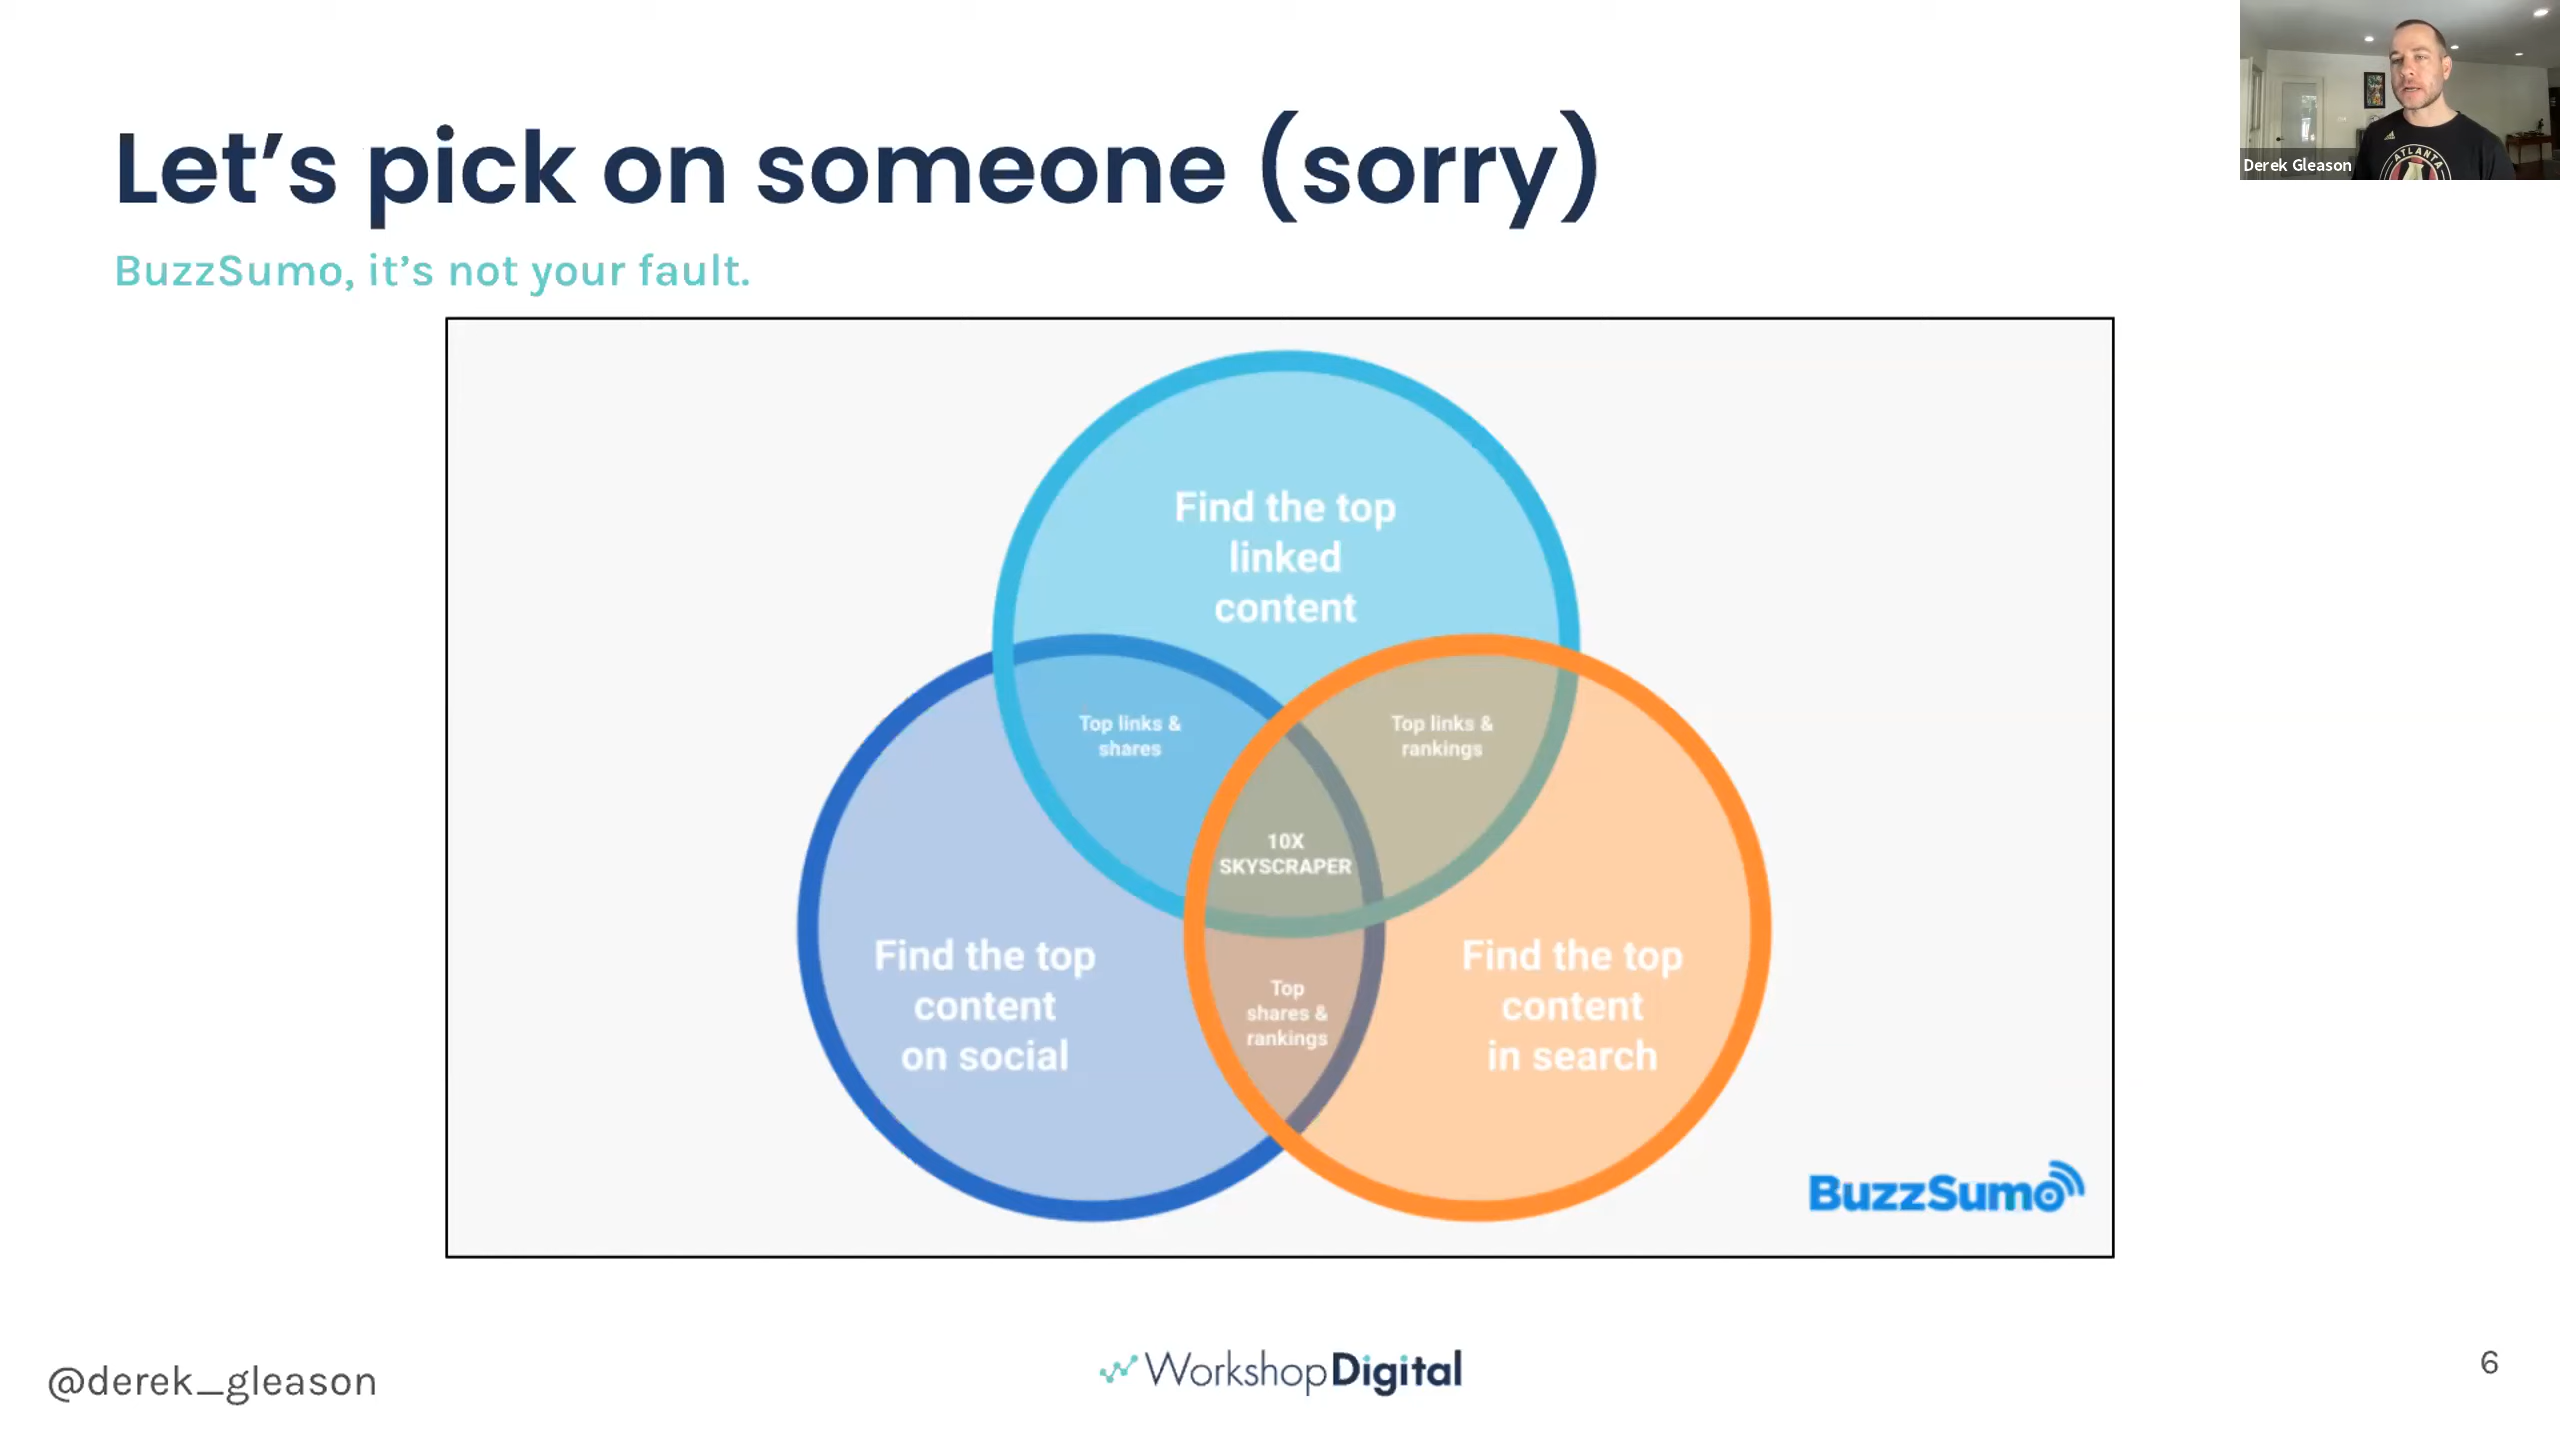 Let's pick on someone (sorry)
BuzzSumo, it's not your fault.
Derek Gleason
ATLANTA
Find the top
linked
content
Top links &
shares
Top links &
rankings
10X
SKYSCRAPER
Find the top
content
on social
Top
shares &
rankings
Find the top
content
in search
BuzzSumo
@derek_gleason
WorkshopDigital
6